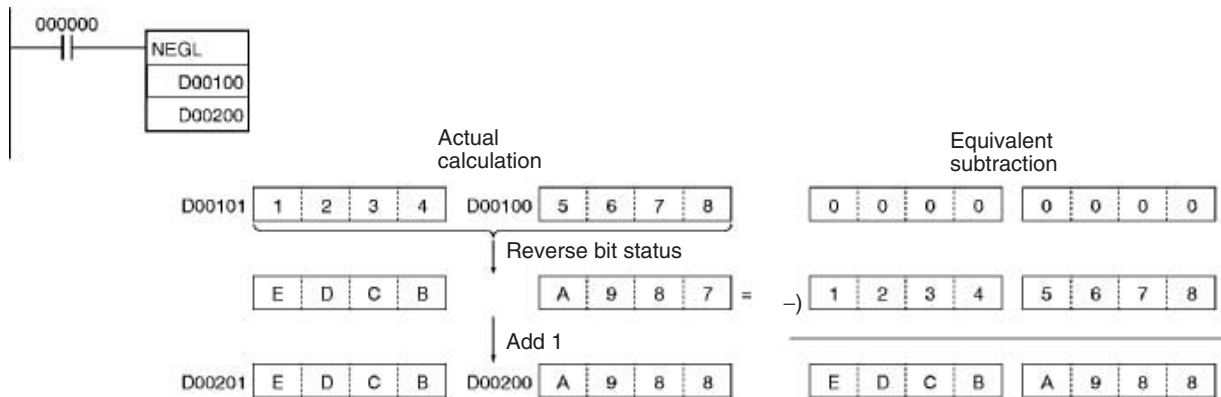 000000
NEGL
D00100
D00200
Actual
calculation
Equivalent
subtraction
D00101 1 2 3 4 D00100 5 6 7 8 0 0 0 0 0 0 0 0
Reverse bit status
E D C B A 9 8 7 = –) 1 2 3 4 5 6 7 8
Add 1
D00201 E D C B D00200 A 9 8 8 E D C B A 9 8 8